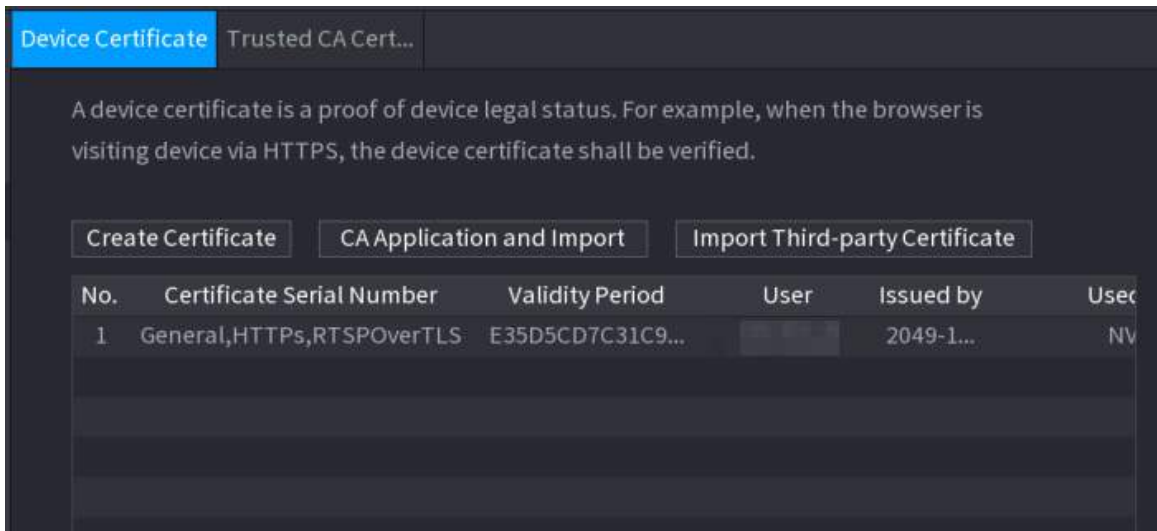 Device Certificate Trusted CA Cert...
A device certificate is a proof of device legal status. For example, when the browser is
visiting device via HTTPS, the device certificate shall be verified.
Create Certificate CA Application and Import Import Third-party Certificate
No. Certificate Serial Number Validity Period User Issued by Used
1 General,HTTPs,RTSPOverTLS E35D5CD7C31C9... 2049-1... NV